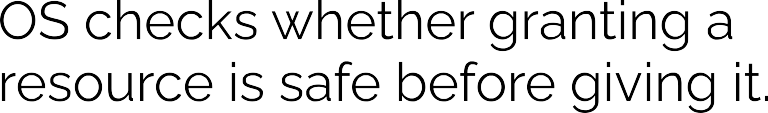 OS checks whether granting a
resource is safe before giving it.